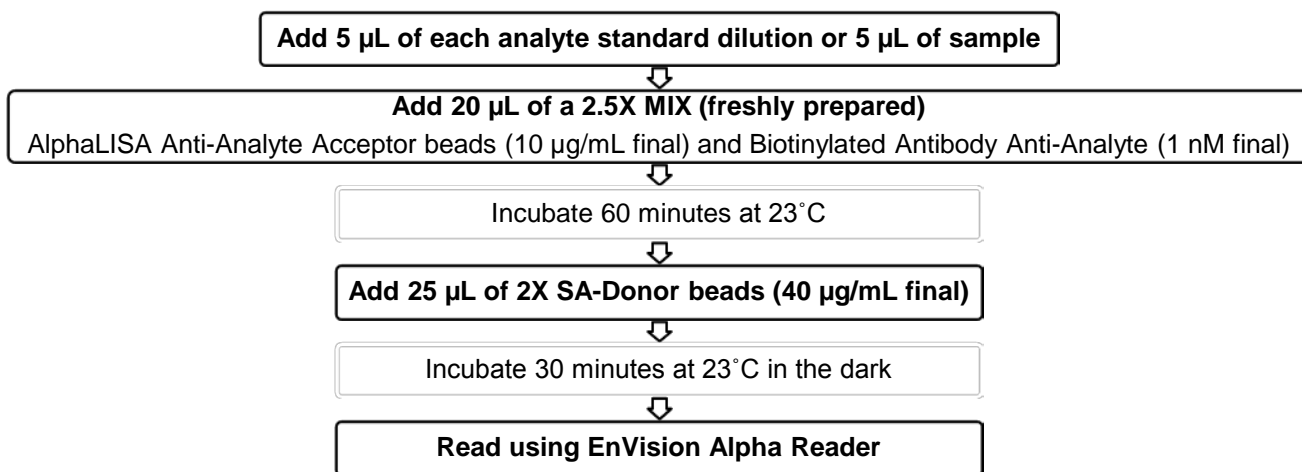 Add 5 µL of each analyte standard dilution or 5 µL of sample
Add 20 µL of a 2.5X MIX (freshly prepared)
AlphaLISA Anti-Analyte Acceptor beads (10 µg/mL final) and Biotinylated Antibody Anti-Analyte (1 nM final)
Incubate 60 minutes at 23˚C
Add 25 µL of 2X SA-Donor beads (40 µg/mL final)
Incubate 30 minutes at 23˚C in the dark
Read using EnVision Alpha Reader